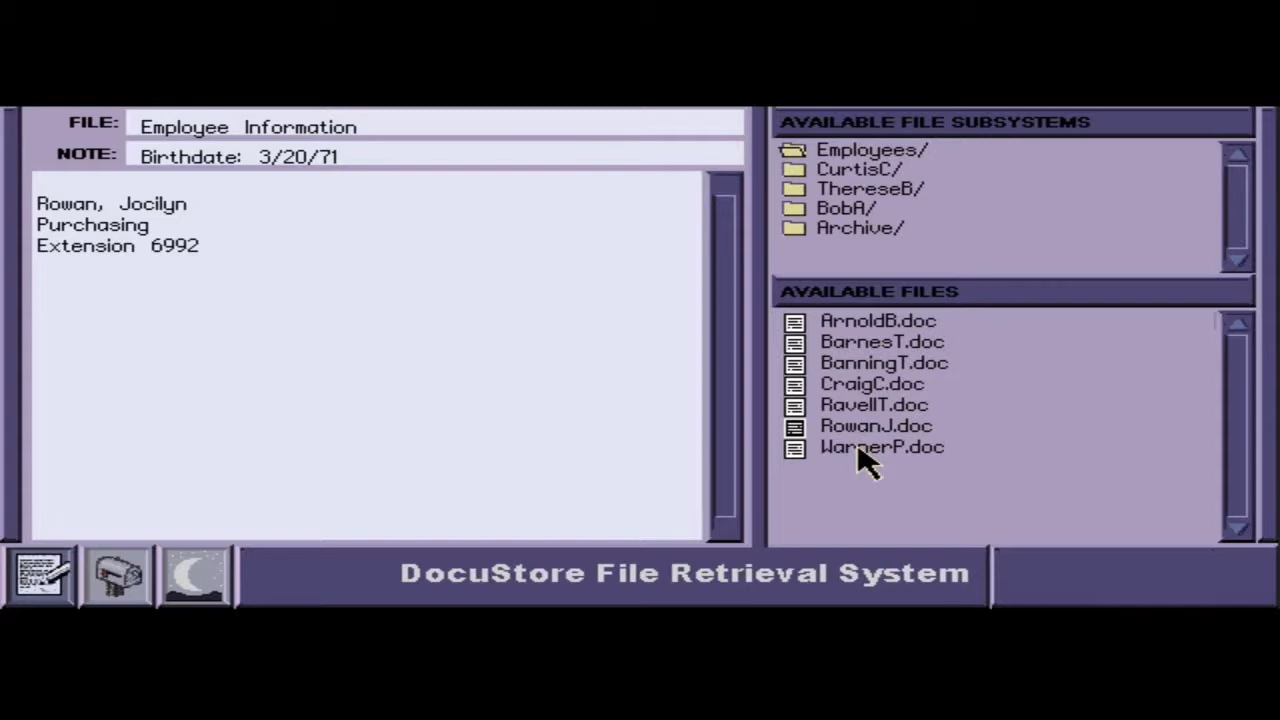 FILE: Employee Information
NOTE: Birthdate: 3/20/71
Rowan, Jocilyn
Purchasing
Extension 6992
AVAILABLE FILE SUBSYSTEMS
Employees/
CurtisC/
ThereseB/
BobA/
Archive/
AVAILABLE FILES
ArnoldB.doc
BarnesT.doc
BanningT.doc
CraigC.doc
RavellT.doc
RowanJ.doc
WarnerP.doc
DocuStore File Retrieval System